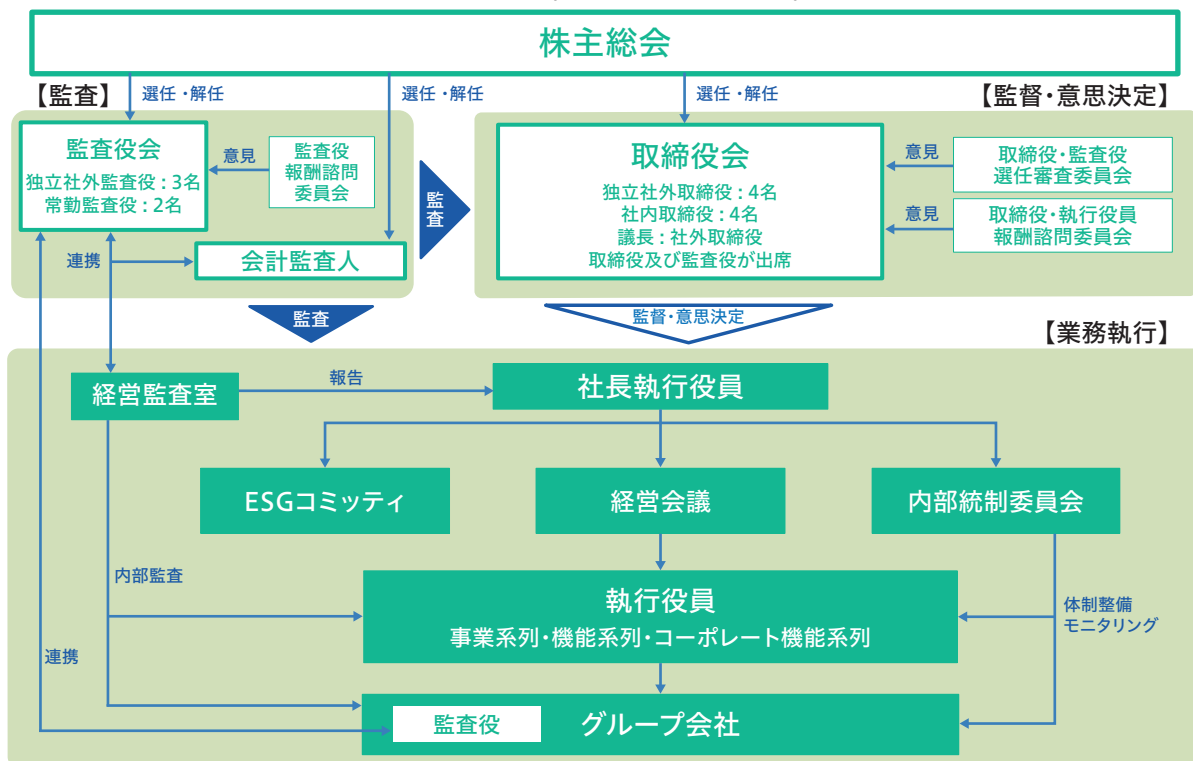 株主総会
【監査】
選任・解任
選任・解任
選任・解任
【監督・意思決定】
監査役会
独立社外監査役：3名
常勤監査役：2名
意見
監査役
報酬諮問
委員会
連携
会計監査人
監査
取締役会
独立社外取締役：4名
社内取締役：4名
議長：社外取締役
取締役及び監査役が出席
意見
取締役・監査役
選任審査委員会
意見
取締役・執行役員
報酬諮問委員会
監査
監督・意思決定
【業務執行】
経営監査室
報告
社長執行役員
ESGコミッティ
経営会議
内部統制委員会
内部監査
執行役員
事業系列・機能系列・コーポレート機能系列
体制整備
モニタリング
連携
監査役
グループ会社